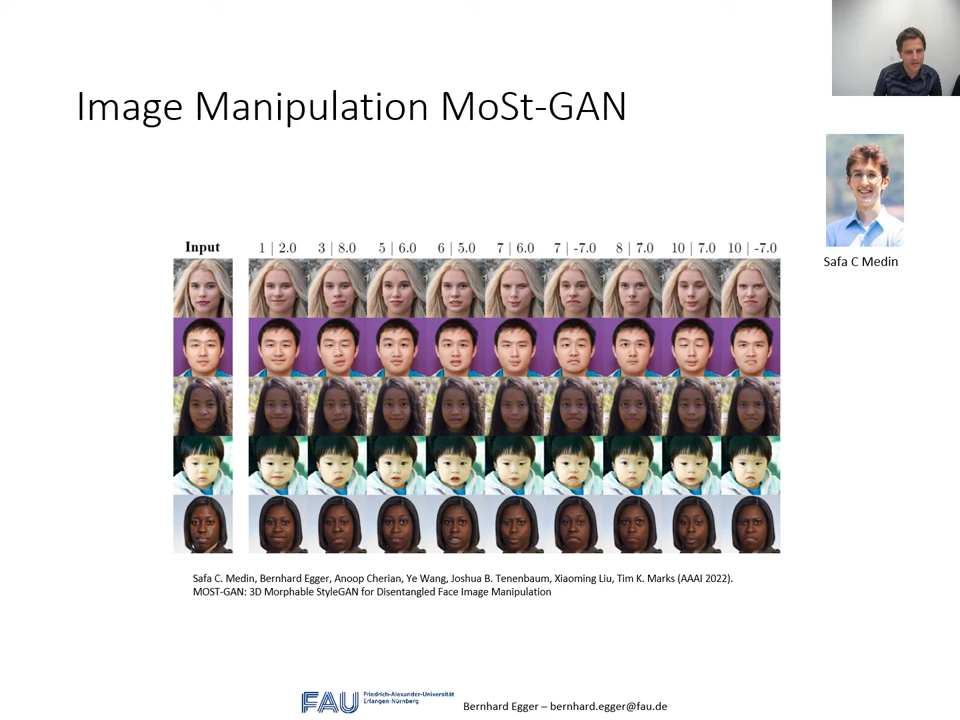 Image Manipulation MoSt-GAN
Safa C Medin
Input 1 | 2.0 3 | 8.0 5 | 6.0 6 | 5.0 7 | 6.0 7 | -7.0 8 | 7.0 10 | 7.0 10 | -7.0
Safa C. Medin, Bernhard Egger, Anoop Cherian, Ye Wang, Joshua B. Tenenbaum, Xiaoming Liu, Tim K. Marks (AAAI 2022).
MOST-GAN: 3D Morphable StyleGAN for Disentangled Face Image Manipulation
FAU Friedrich-Alexander-Universität
Erlangen-Nürnberg
Bernhard Egger – bernhard.egger@fau.de